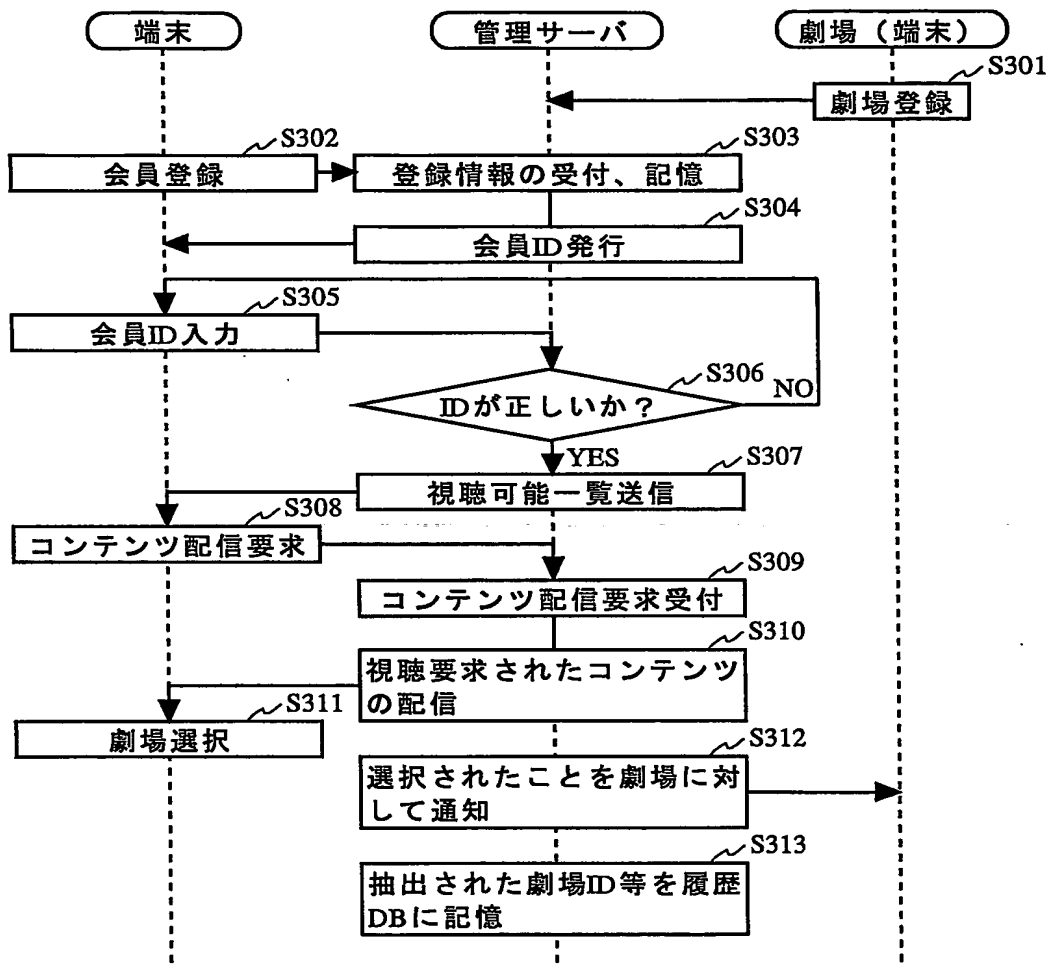 端末
管理サーバ
劇場（端末）
S301
劇場登録
S302
会員登録
S303
登録情報の受付、記憶
S304
会員ID発行
S305
会員ID入力
S306
IDが正しいか？
NO
YES
S307
視聴可能一覧送信
S308
コンテンツ配信要求
S309
コンテンツ配信要求受付
S310
視聴要求されたコンテンツ
の配信
S311
劇場選択
S312
選択されたことを劇場に対
して通知
S313
抽出された劇場ID等を履歴
DBに記憶